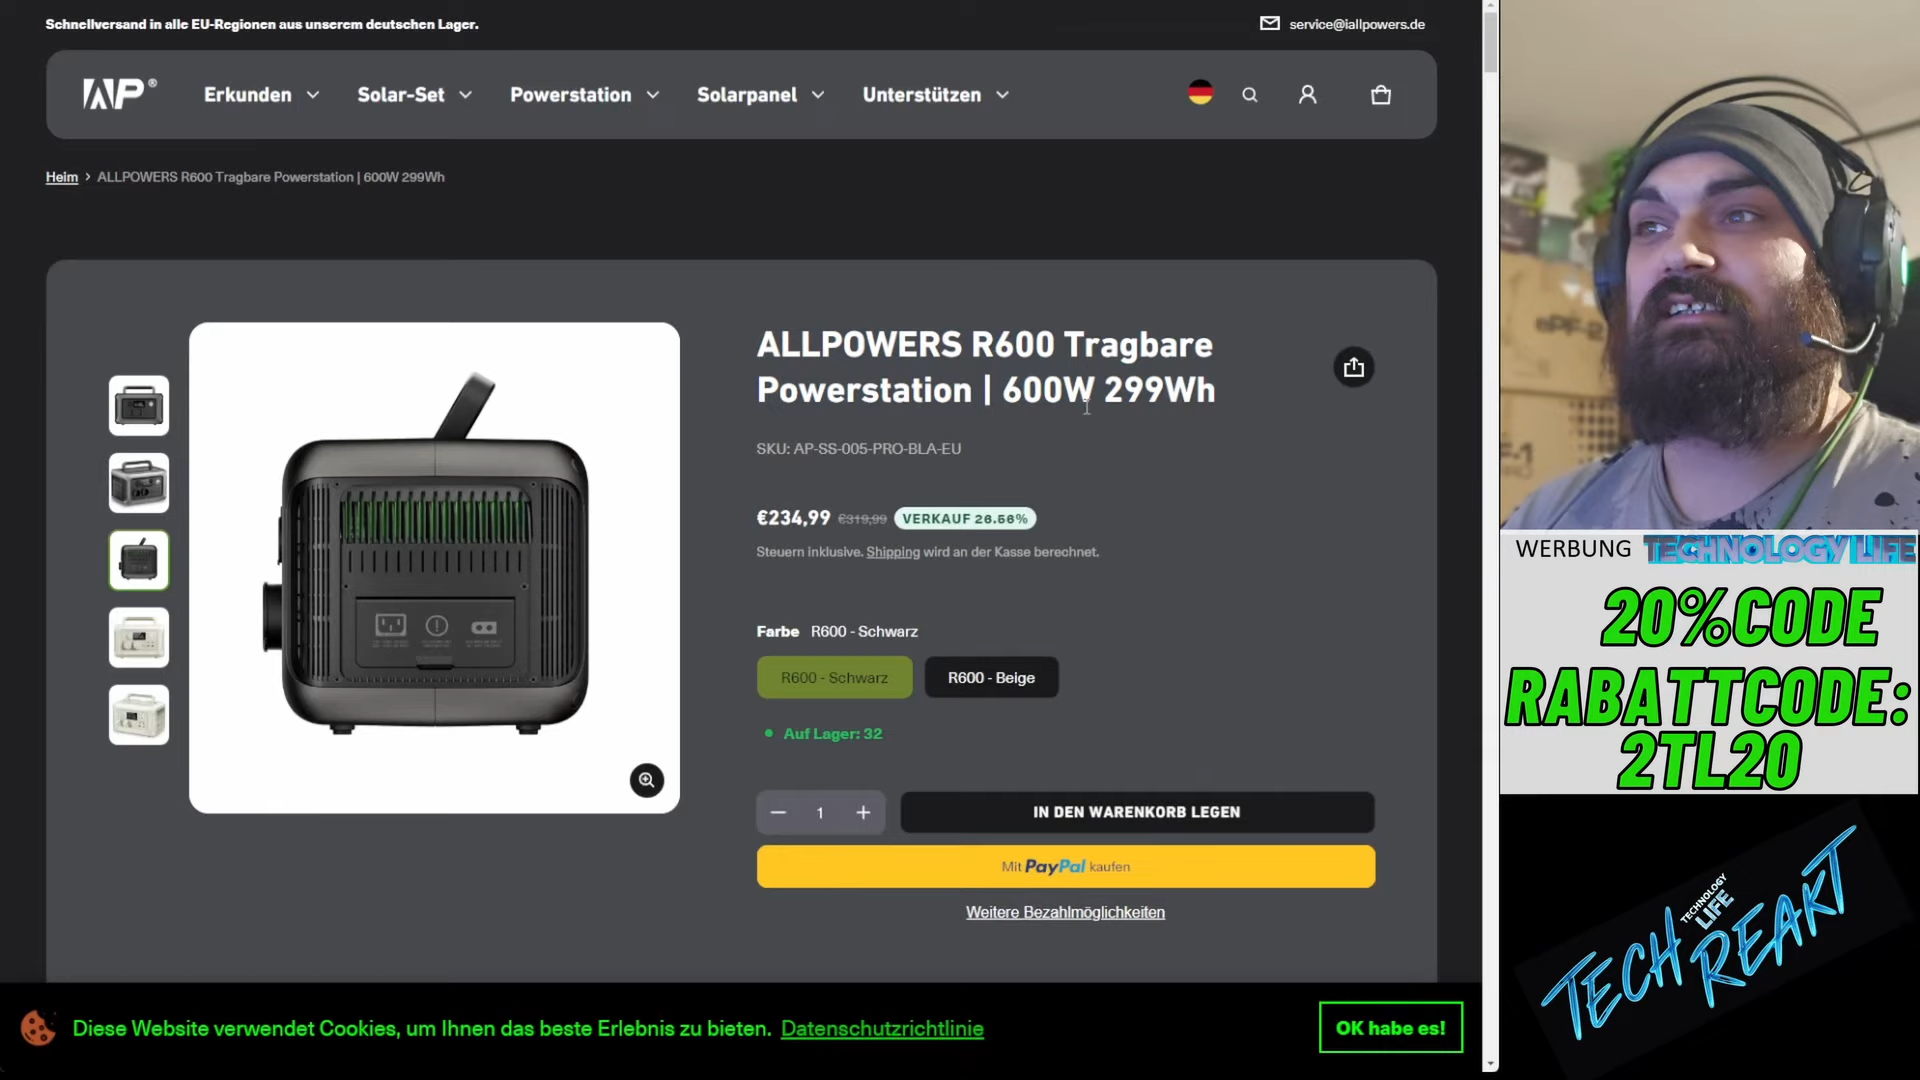 Schnellversand in alle EU-Regionen aus unserem deutschen Lager.
service@iallpowers.de
AP®
Erkunden
Solar-Set
Powerstation
Solarpanel
Unterstützen
Heim > ALLPOWERS R600 Tragbare Powerstation | 600W 299Wh
ALLPOWERS R600 Tragbare
Powerstation | 600W 299Wh
SKU: AP-SS-005-PRO-BLA-EU
€234,99 €319,99 VERKAUF 26.56%
Steuern inklusive. Shipping wird an der Kasse berechnet.
Farbe R600 - Schwarz
R600 - Schwarz
R600 - Beige
Auf Lager: 32
1
IN DEN WARENKORB LEGEN
Mit PayPal kaufen
Weitere Bezahlmöglichkeiten
Diese Website verwendet Cookies, um Ihnen das beste Erlebnis zu bieten. Datenschutzrichtlinie
OK habe es!
WERBUNG TECHNOLOGY LIFE
20%CODE
RABATTCODE:
2TL20
TECHNOLOGY
LIFE
TECH
REAKT